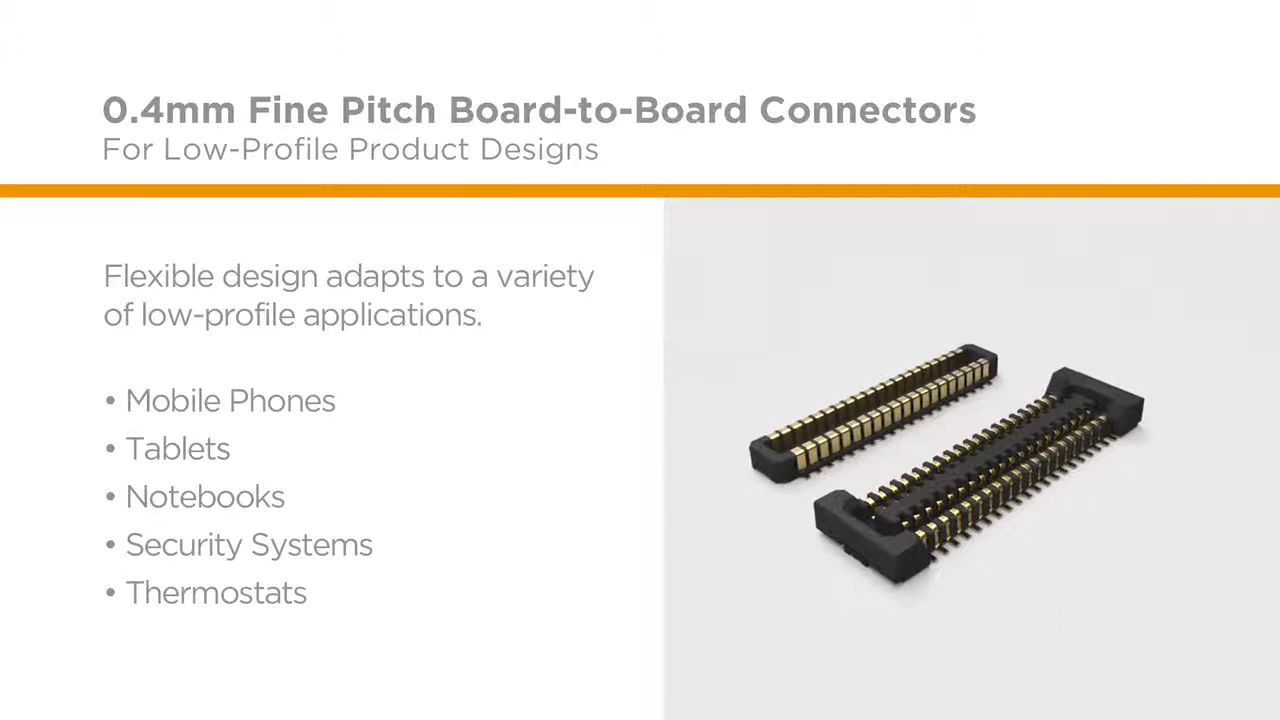 0.4mm Fine Pitch Board-to-Board Connectors
For Low-Profile Product Designs
Flexible design adapts to a variety
of low-profile applications.
• Mobile Phones
• Tablets
• Notebooks
• Security Systems
• Thermostats